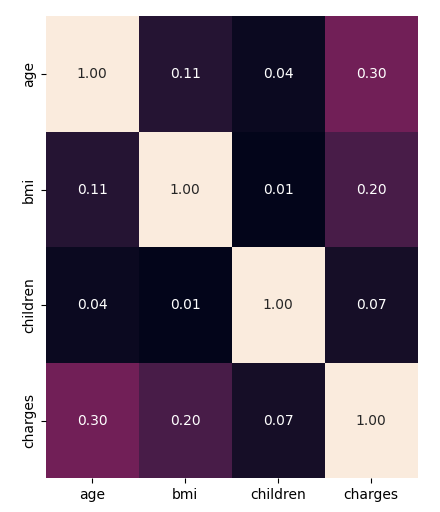 age 1.00 0.11 0.04 0.30
bmi 0.11 1.00 0.01 0.20
children 0.04 0.01 1.00 0.07
charges 0.30 0.20 0.07 1.00
age bmi children charges